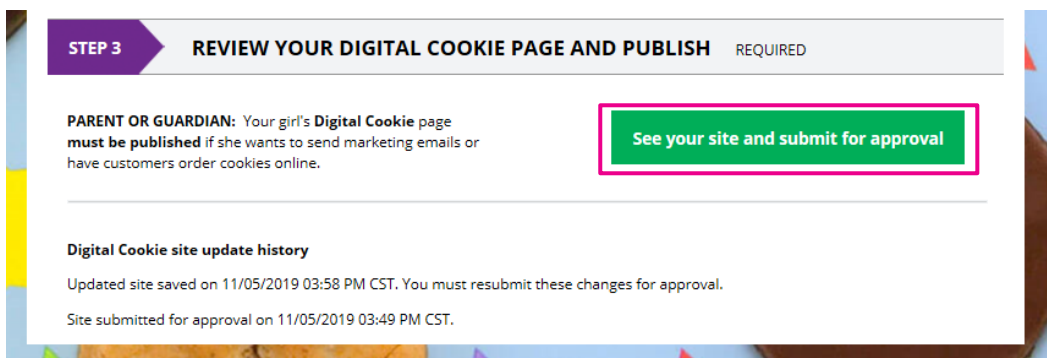 STEP 3 REVIEW YOUR DIGITAL COOKIE PAGE AND PUBLISH REQUIRED
PARENT OR GUARDIAN: Your girl's Digital Cookie page
must be published if she wants to send marketing emails or
have customers order cookies online.
See your site and submit for approval
Digital Cookie site update history
Updated site saved on 11/05/2019 03:58 PM CST. You must resubmit these changes for approval.
Site submitted for approval on 11/05/2019 03:49 PM CST.